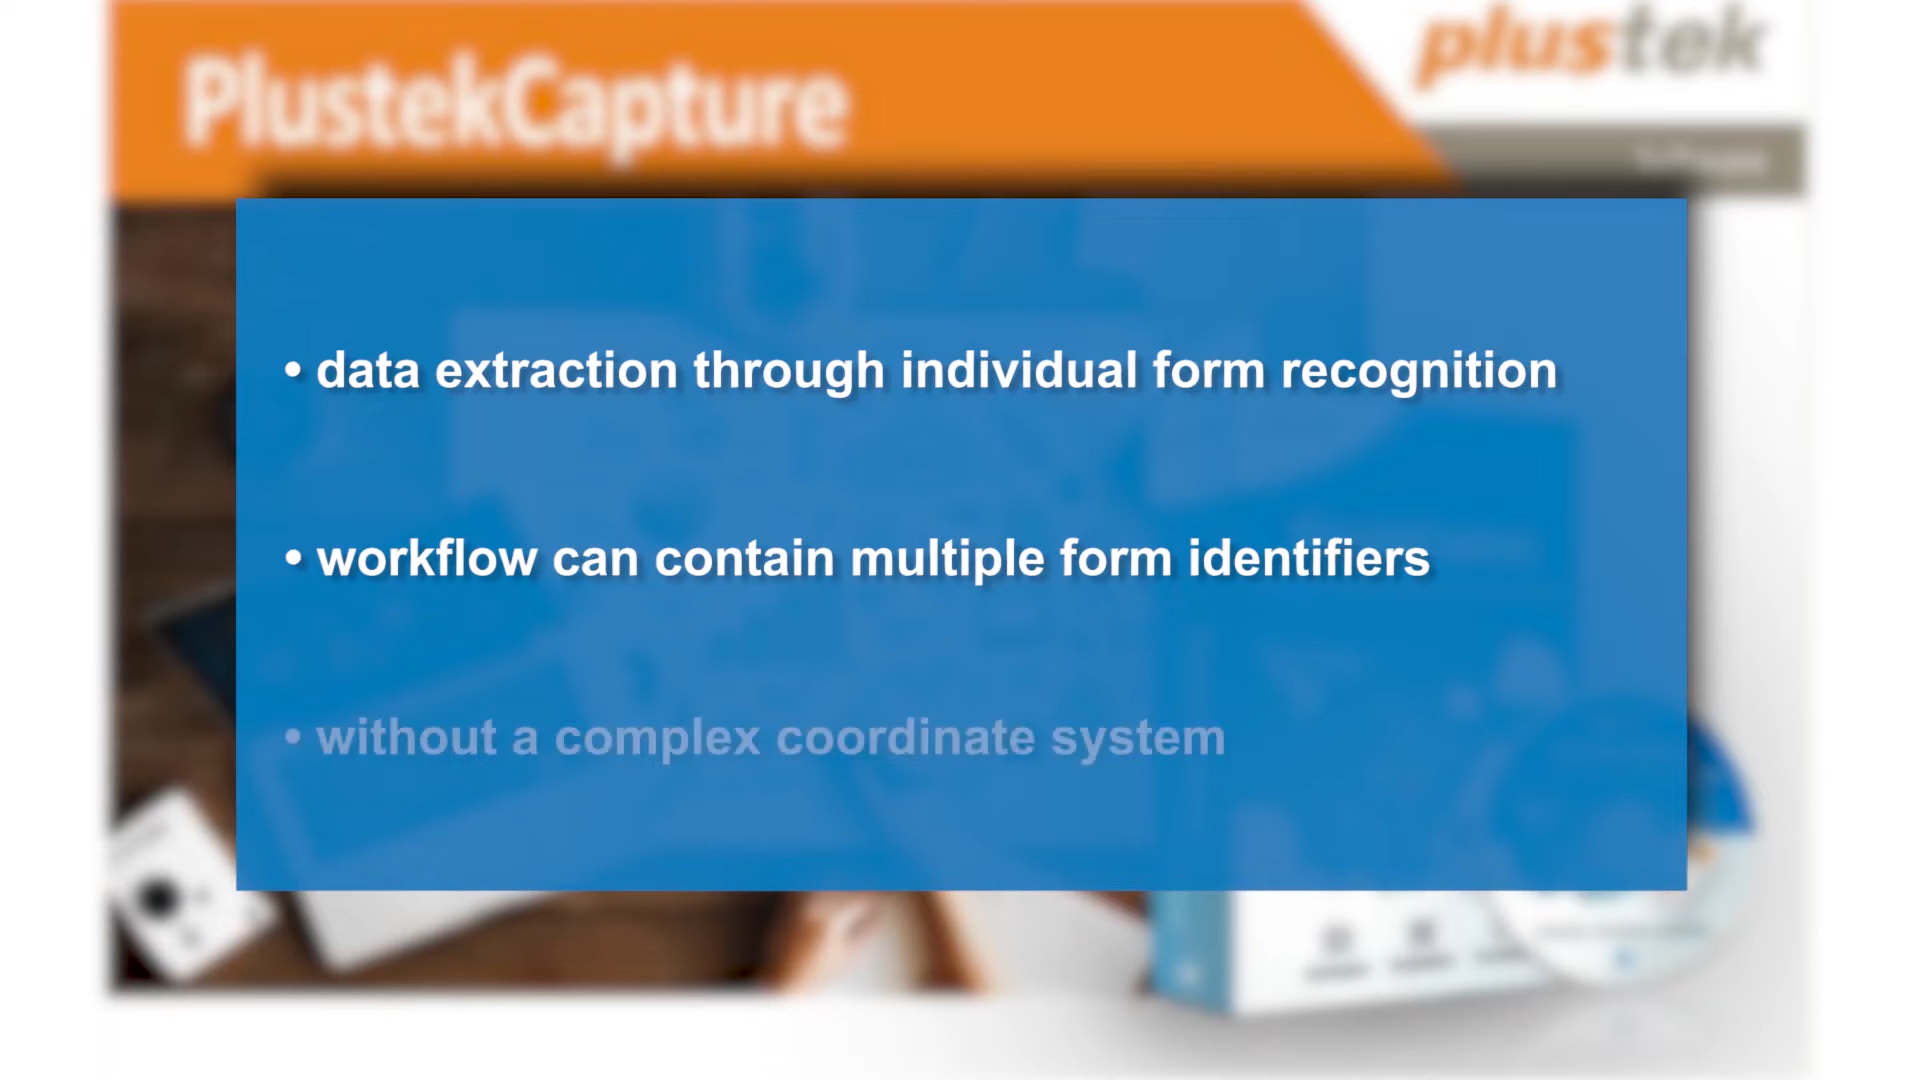 plustek
PlustekCapture
• data extraction through individual form recognition
• workflow can contain multiple form identifiers
• without a complex coordinate system